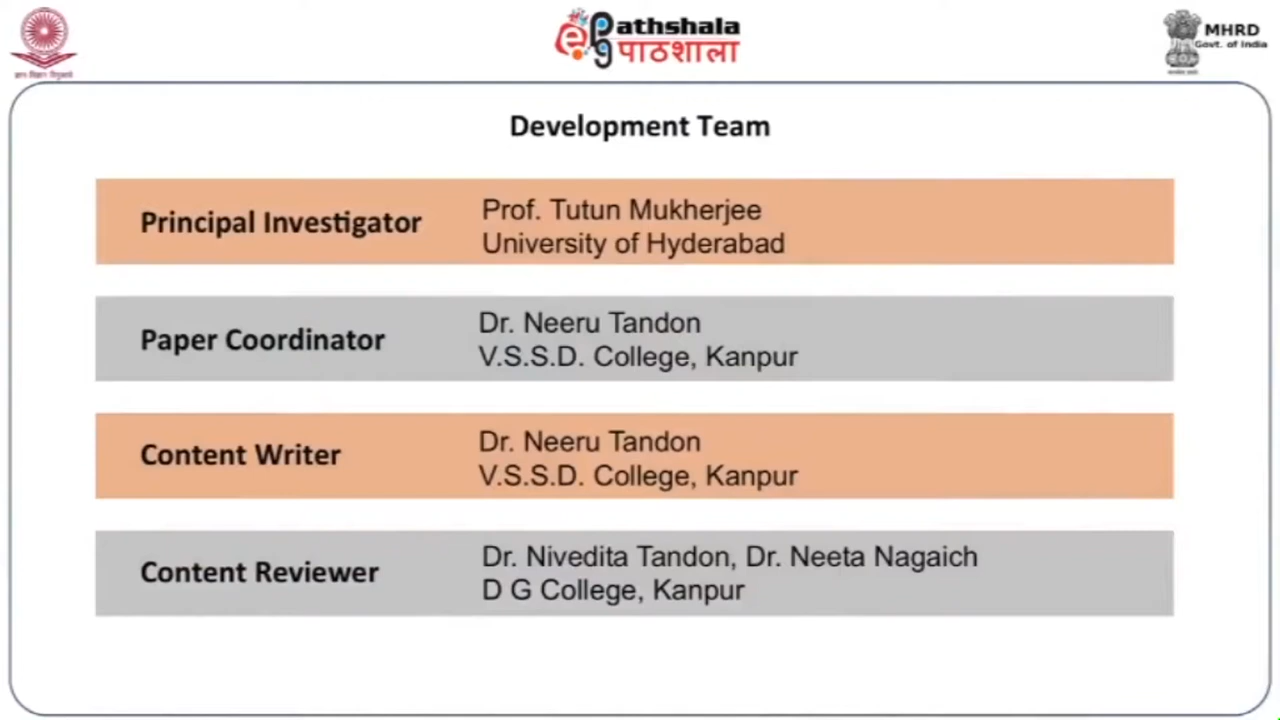 ePathshala
पाठशाला
MHRD
Govt. of India
Development Team
Principal Investigator
Prof. Tutun Mukherjee
University of Hyderabad
Paper Coordinator
Dr. Neeru Tandon
V.S.S.D. College, Kanpur
Content Writer
Dr. Neeru Tandon
V.S.S.D. College, Kanpur
Content Reviewer
Dr. Nivedita Tandon, Dr. Neeta Nagaich
D G College, Kanpur